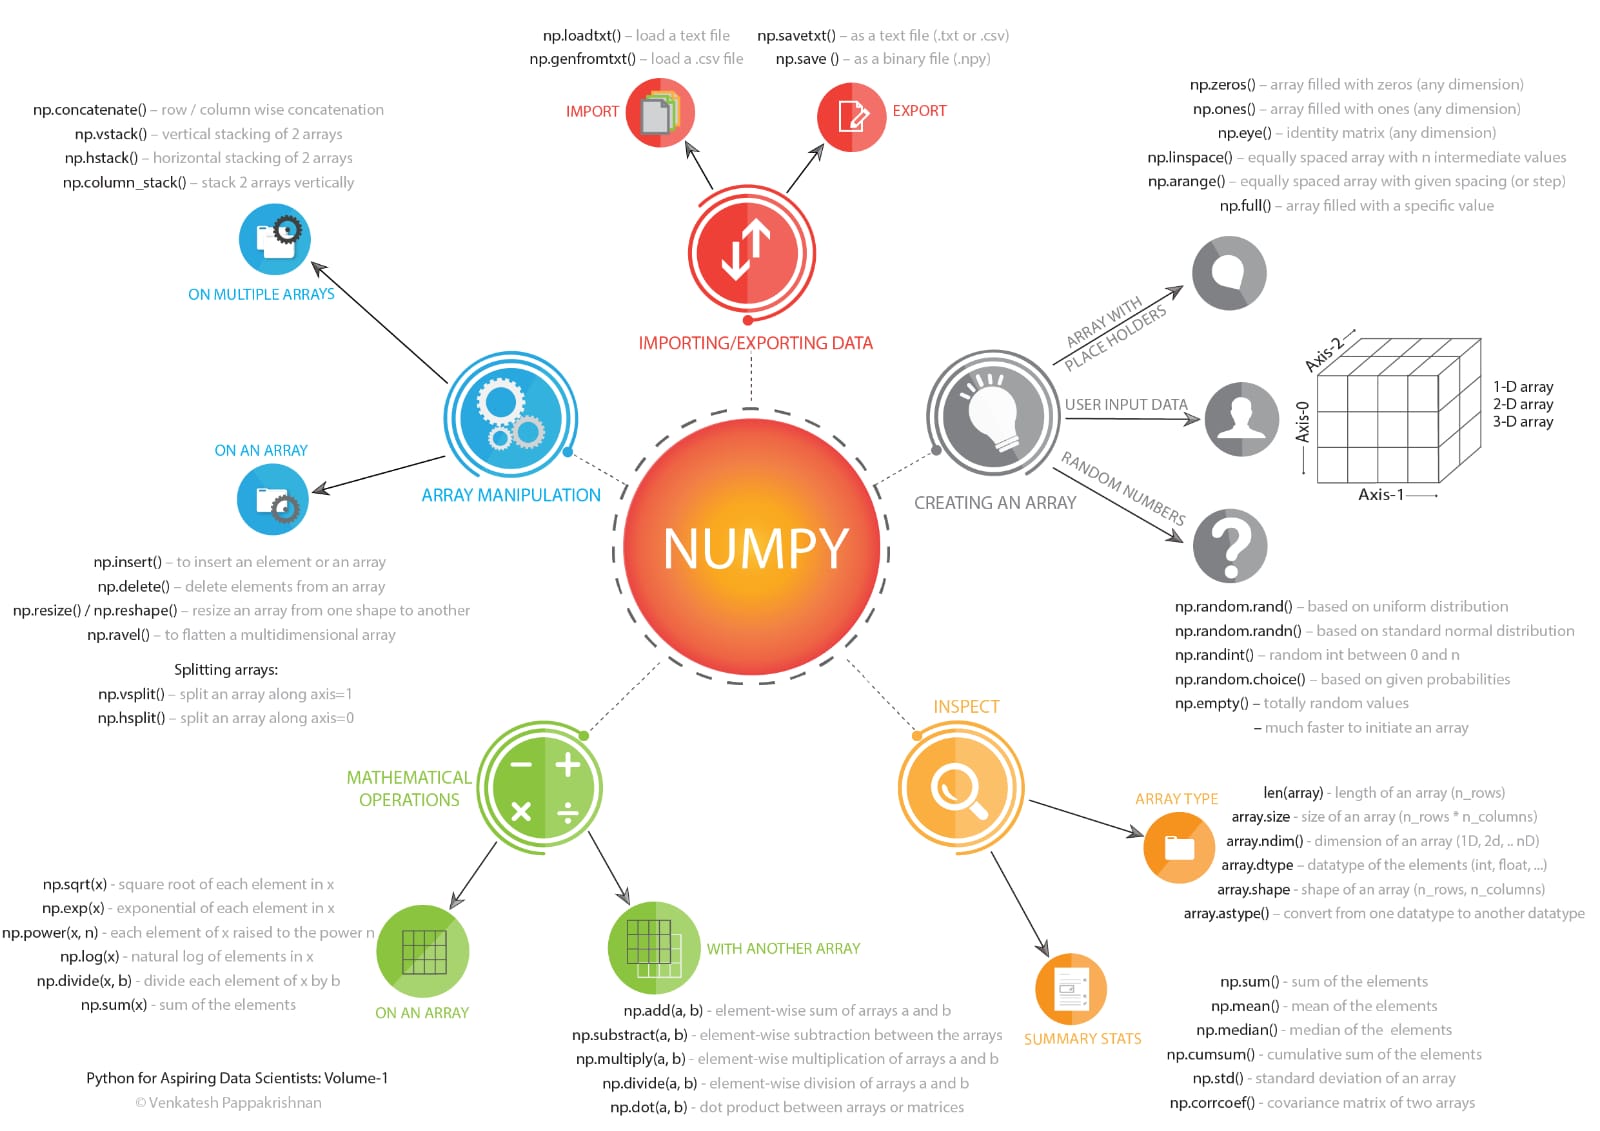 np.loadtxt() – load a text file
np.genfromtxt() – load a .csv file
np.savetxt() – as a text file (.txt or .csv)
np.save () – as a binary file (.npy)
IMPORT
EXPORT
IMPORTING/EXPORTING DATA
np.concatenate() – row / column wise concatenation
np.vstack() – vertical stacking of 2 arrays
np.hstack() – horizontal stacking of 2 arrays
np.column_stack() – stack 2 arrays vertically
ON MULTIPLE ARRAYS
ON AN ARRAY
ARRAY MANIPULATION
np.insert() – to insert an element or an array
np.delete() – delete elements from an array
np.resize() / np.reshape() – resize an array from one shape to another
np.ravel() – to flatten a multidimensional array
Splitting arrays:
np.vsplit() – split an array along axis=1
np.hsplit() – split an array along axis=0
NUMPY
np.zeros() – array filled with zeros (any dimension)
np.ones() – array filled with ones (any dimension)
np.eye() – identity matrix (any dimension)
np.linspace() – equally spaced array with n intermediate values
np.arange() – equally spaced array with given spacing (or step)
np.full() – array filled with a specific value
ARRAY WITH
PLACE HOLDERS
USER INPUT DATA
RANDOM NUMBERS
CREATING AN ARRAY
Axis-2
Axis-0
Axis-1
1-D array
2-D array
3-D array
np.random.rand() – based on uniform distribution
np.random.randn() – based on standard normal distribution
np.randint() – random int between 0 and n
np.random.choice() – based on given probabilities
np.empty() – totally random values
– much faster to initiate an array
MATHEMATICAL
OPERATIONS
np.sqrt(x) - square root of each element in x
np.exp(x) - exponential of each element in x
np.power(x, n) - each element of x raised to the power n
np.log(x) - natural log of elements in x
np.divide(x, b) - divide each element of x by b
np.sum(x) - sum of the elements
ON AN ARRAY
WITH ANOTHER ARRAY
np.add(a, b) - element-wise sum of arrays a and b
np.substract(a, b) - element-wise subtraction between the arrays
np.multiply(a, b) - element-wise multiplication of arrays a and b
np.divide(a, b) - element-wise division of arrays a and b
np.dot(a, b) - dot product between arrays or matrices
INSPECT
ARRAY TYPE
len(array) - length of an array (n_rows)
array.size - size of an array (n_rows * n_columns)
array.ndim() - dimension of an array (1D, 2d, .. nD)
array.dtype – datatype of the elements (int, float, ...)
array.shape - shape of an array (n_rows, n_columns)
array.astype() – convert from one datatype to another datatype
SUMMARY STATS
np.sum() - sum of the elements
np.mean() - mean of the elements
np.median() - median of the elements
np.cumsum() - cumulative sum of the elements
np.std() - standard deviation of an array
np.corrcoef() - covariance matrix of two arrays
Python for Aspiring Data Scientists: Volume-1
© Venkatesh Pappakrishnan